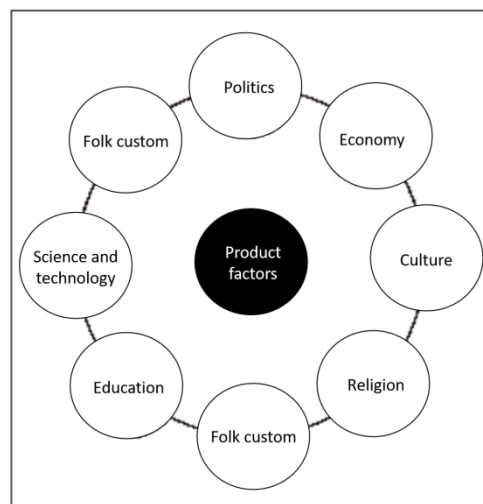 Politics
Folk custom
Economy
Science and
technology
Product
factors
Culture
Education
Religion
Folk custom